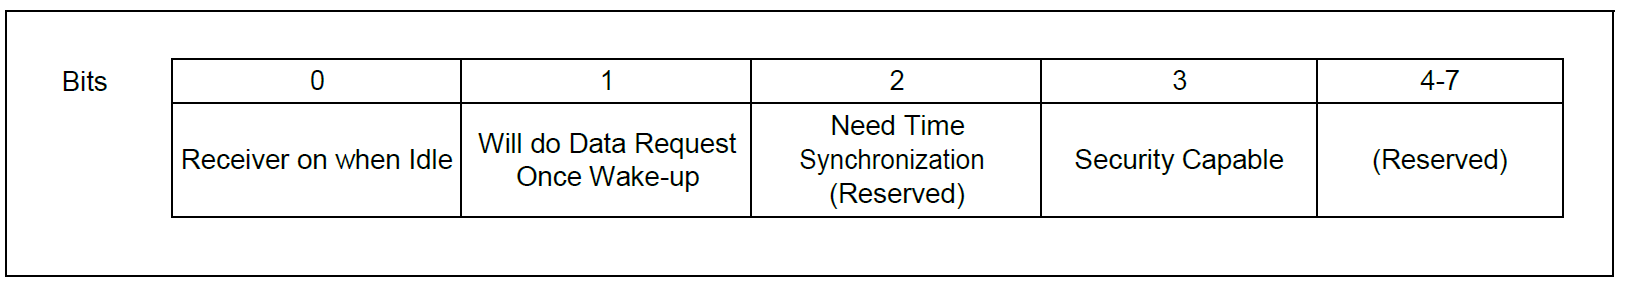 Bits 0 1 2 3 4-7
Receiver on when Idle
Will do Data Request
Once Wake-up
Need Time
Synchronization
(Reserved)
Security Capable
(Reserved)